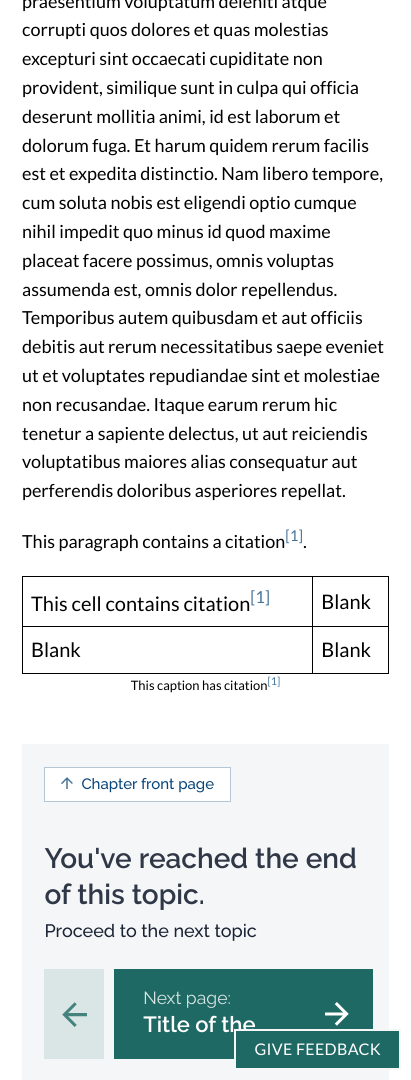 praesentium voluptatum deleniti atque
corrupti quos dolores et quas molestias
excepturi sint occaecati cupiditate non
provident, similique sunt in culpa qui officia
deserunt mollitia animi, id est laborum et
dolorum fuga. Et harum quidem rerum facilis
est et expedita distinctio. Nam libero tempore,
cum soluta nobis est eligendi optio cumque
nihil impedit quo minus id quod maxime
placeat facere possimus, omnis voluptas
assumenda est, omnis dolor repellendus.
Temporibus autem quibusdam et aut officiis
debitis aut rerum necessitatibus saepe eveniet
ut et voluptates repudiandae sint et molestiae
non recusandae. Itaque earum rerum hic
tenetur a sapiente delectus, ut aut reiciendis
voluptatibus maiores alias consequatur aut
perferendis doloribus asperiores repellat.
This paragraph contains a citation[1].
This cell contains citation[1] Blank
Blank Blank
This caption has citation[1]
Chapter front page
You've reached the end
of this topic.
Proceed to the next topic
Next page:
Title of the
GIVE FEEDBACK